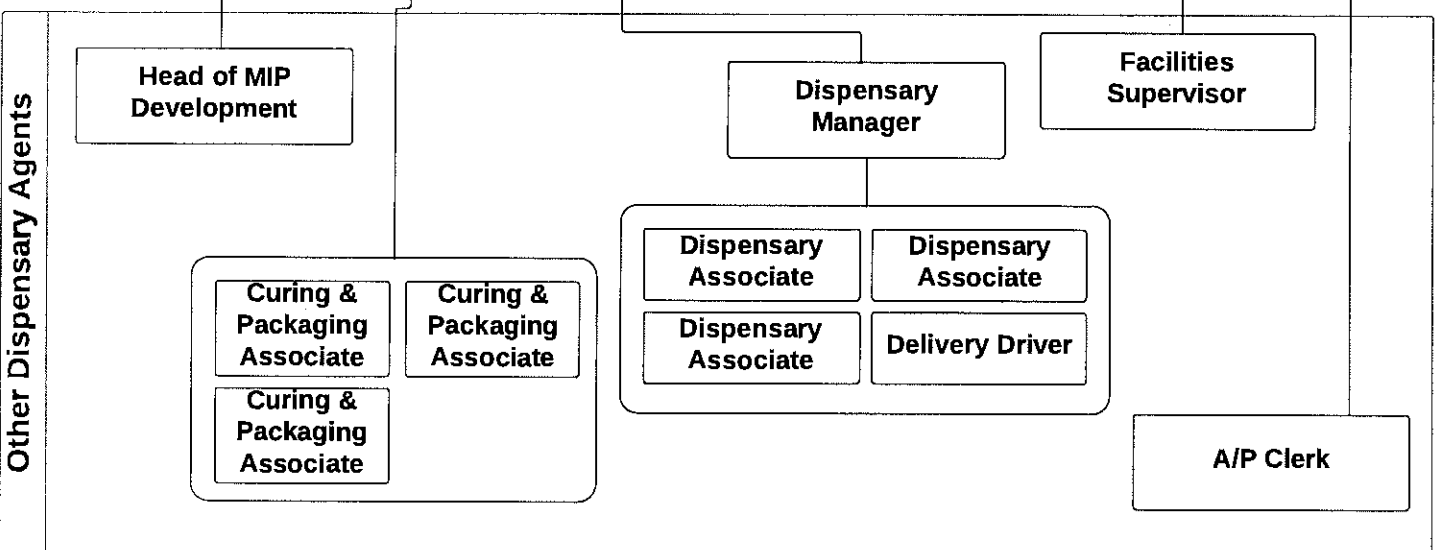 Other Dispensary Agents
Head of MIP
Development
Dispensary
Manager
Facilities
Supervisor
Curing &
Packaging
Associate
Curing &
Packaging
Associate
Curing &
Packaging
Associate
Dispensary
Associate
Dispensary
Associate
Dispensary
Associate
Delivery Driver
A/P Clerk